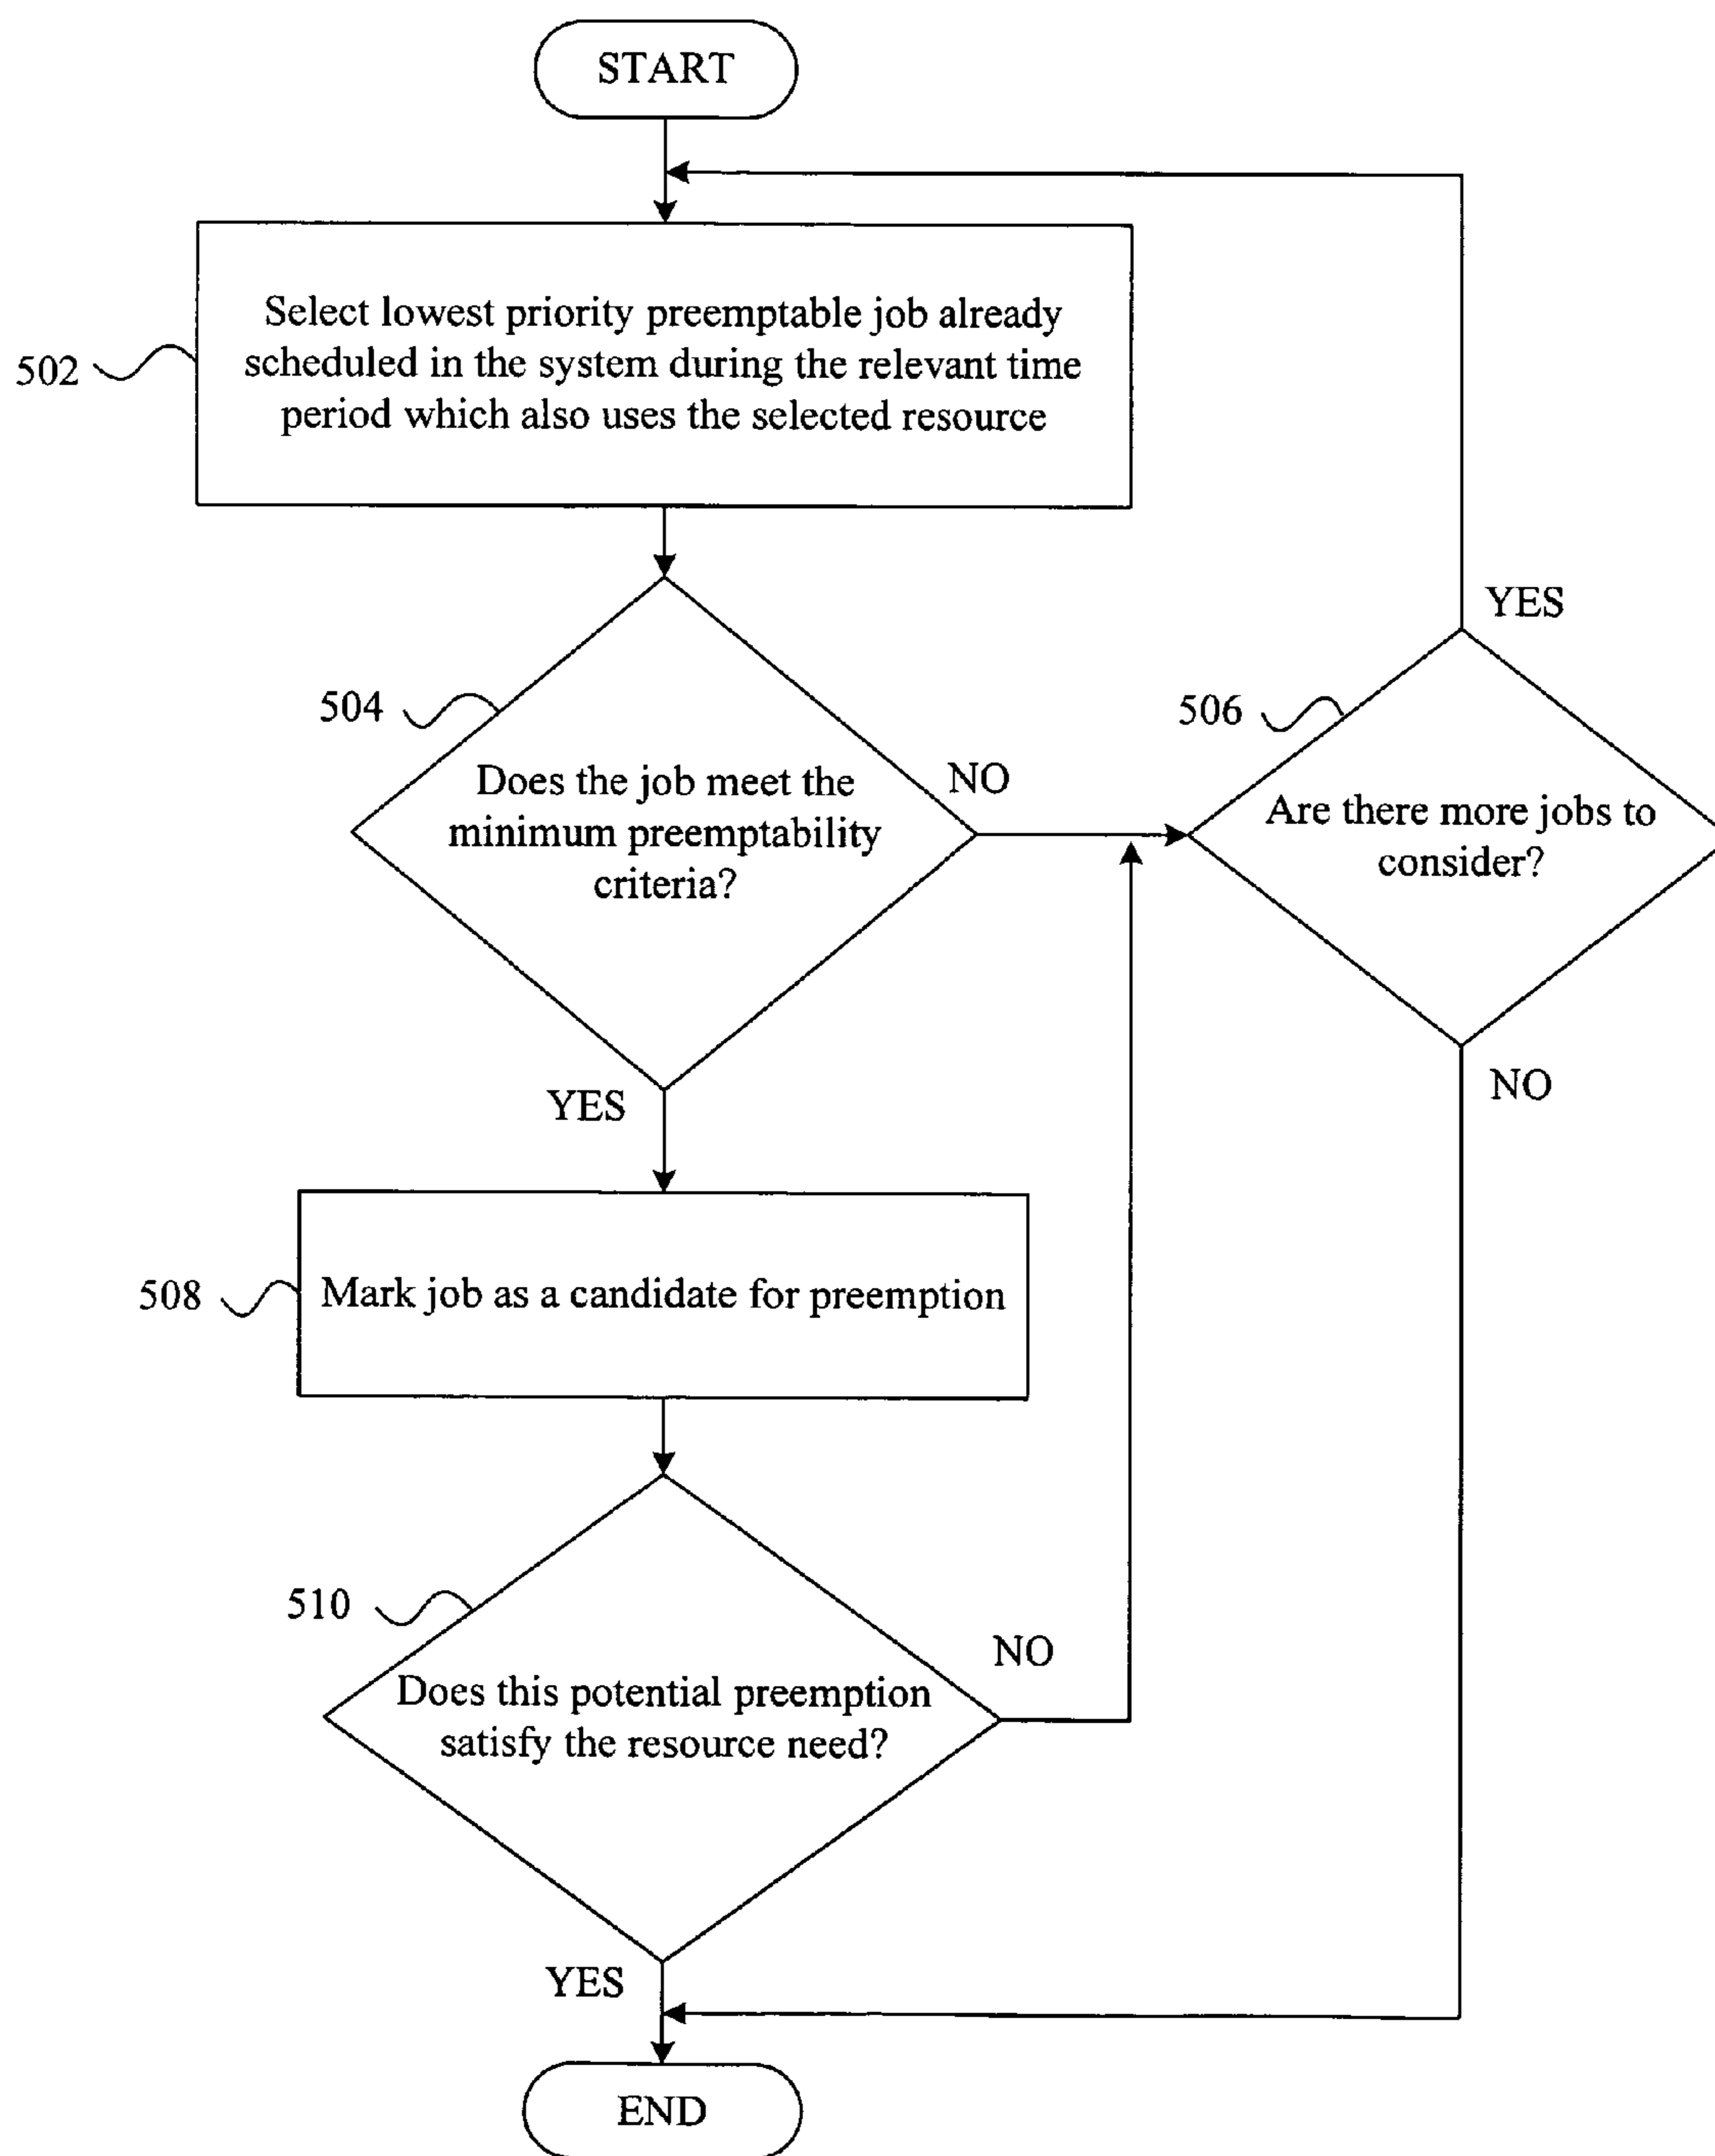 START
Select lowest priority preemptable job already
scheduled in the system during the relevant time
period which also uses the selected resource
502
YES
504
506
NO
Does the job meet the
minimum preemptability
criteria?
Are there more jobs to
consider?
YES
NO
508
Mark job as a candidate for preemption
510
NO
Does this potential preemption
satisfy the resource need?
YES
END